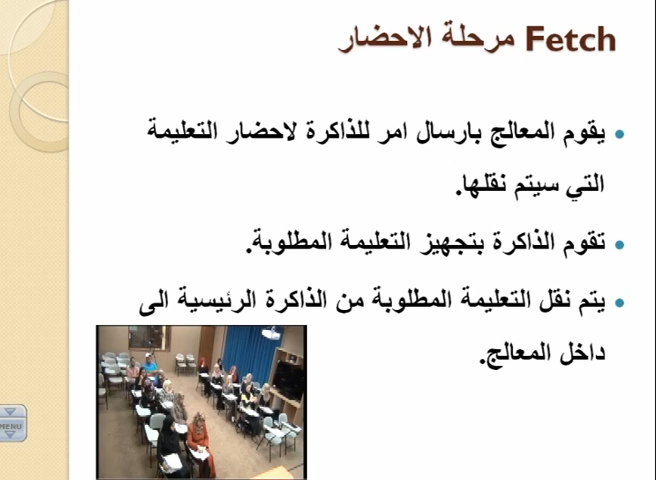 Fetch مرحلة الاحضار
يقوم المعالج بارسال امر للذاكرة لاحضار التعليمة
التي سيتم نقلها.
تقوم الذاكرة بتجهيز التعليمة المطلوبة.
يتم نقل التعليمة المطلوبة من الذاكرة الرئيسية الى
داخل المعالج.
MENU